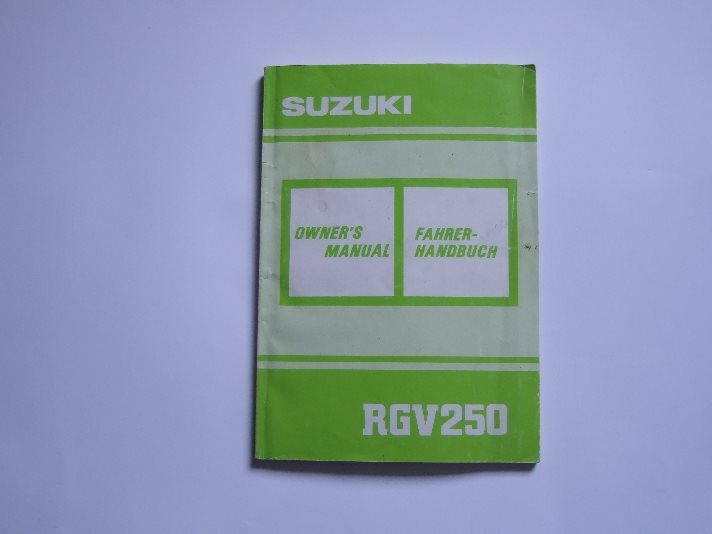 SUZUKI
OWNER'S
MANUAL
FAHRER-
HANDBUCH
RGV250